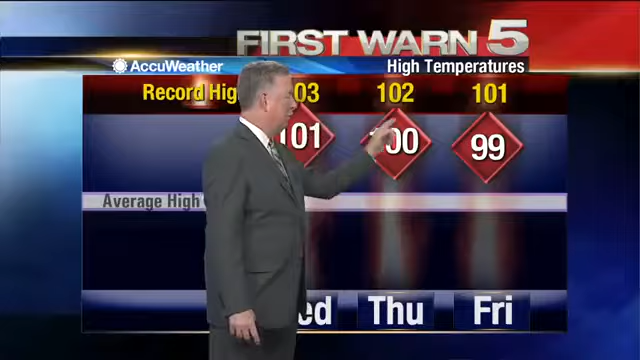 FIRST WARN 5
AccuWeather High Temperatures
Record Hig 03 102 101
101 00 99
Average High
ed Thu Fri